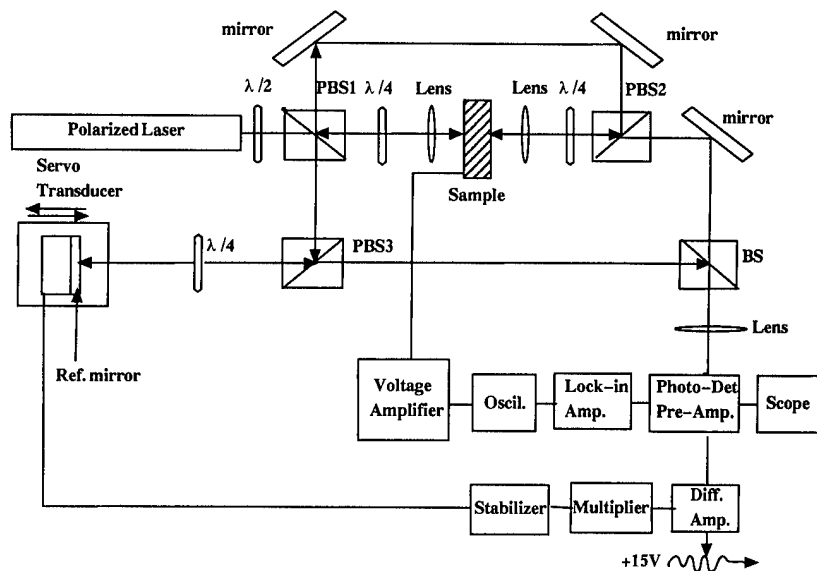 mirror
mirror
λ/2
PBS1
λ/4
Lens
Lens
λ/4
PBS2
mirror
Polarized Laser
Servo
Transducer
Sample
λ/4
PBS3
BS
Lens
Ref. mirror
Voltage
Amplifier
Oscil.
Lock-in
Amp.
Photo-Det
Pre-Amp.
Scope
Stabilizer
Multiplier
Diff.
Amp.
+15V